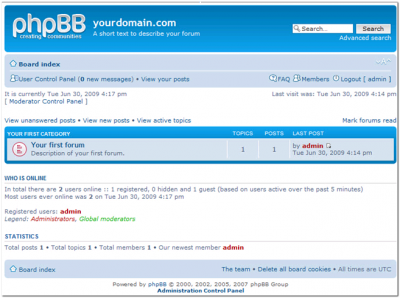 phpBB
creating communities
yourdomain.com
A short text to describe your forum
Search... Search
Advanced search
Board index
User Control Panel (0 new messages) • View your posts
FAQ Members Logout [ admin ]
It is currently Tue Jun 30, 2009 4:17 pm
Last visit was: Tue Jun 30, 2009 4:14 pm
[ Moderator Control Panel ]
View unanswered posts • View new posts • View active topics
Mark forums read
YOUR FIRST CATEGORY TOPICS POSTS LAST POST
Your first forum
Description of your first forum.
1 1
by admin
Tue Jun 30, 2009 4:14 pm
WHO IS ONLINE
In total there are 2 users online :: 1 registered, 0 hidden and 1 guest (based on users active over the past 5 minutes)
Most users ever online was 2 on Tue Jun 30, 2009 4:17 pm
Registered users: admin
Legend: Administrators, Global moderators
STATISTICS
Total posts 1 • Total topics 1 • Total members 1 • Our newest member admin
Board index
The team • Delete all board cookies • All times are UTC
Powered by phpBB © 2000, 2002, 2005, 2007 phpBB Group
Administration Control Panel